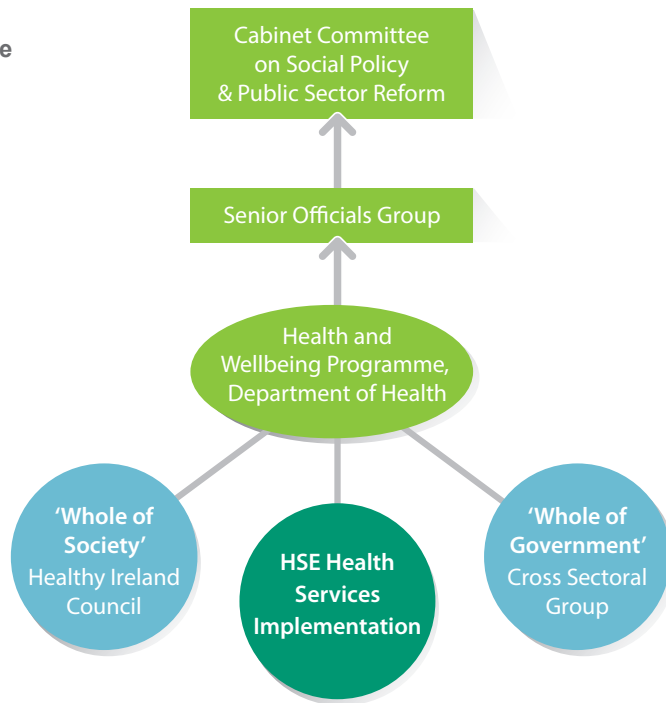 e
Cabinet Committee
on Social Policy
& Public Sector Reform
Senior Officials Group
Health and
Wellbeing Programme,
Department of Health
'Whole of
Society'
Healthy Ireland
Council
HSE Health
Services
Implementation
'Whole of
Government'
Cross Sectoral
Group